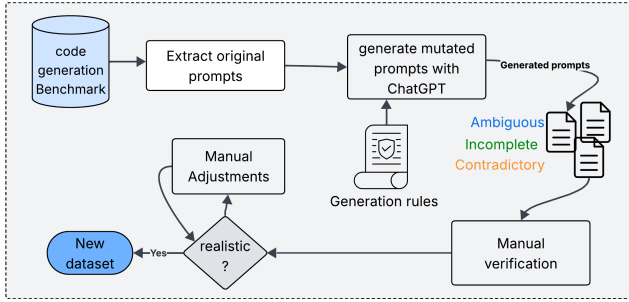 code
generation
Benchmark
Extract original
prompts
generate mutated
prompts with
ChatGPT
Generated prompts
Ambiguous
Incomplete
Contradictory
Generation rules
Manual
Adjustments
realistic
?
Yes
New
dataset
Manual
verification